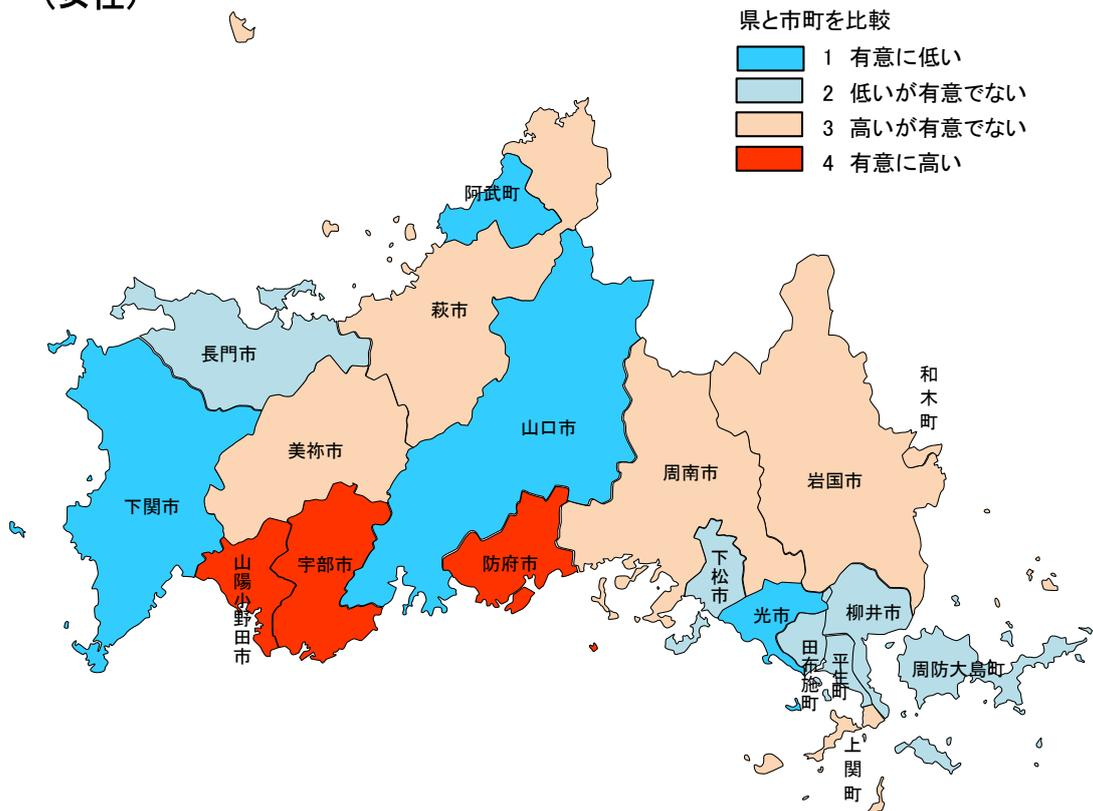 （女性）
県と市町を比較
1 有意に低い
2 低いが有意でない
3 高いが有意でない
4 有意に高い
阿武町
萩市
長門市
和木町
山口市
美祢市
周南市
岩国市
下関市
山陽小野田市
宇部市
防府市
下松市
光市
柳井市
田布施町
平生町
周防大島町
上関町